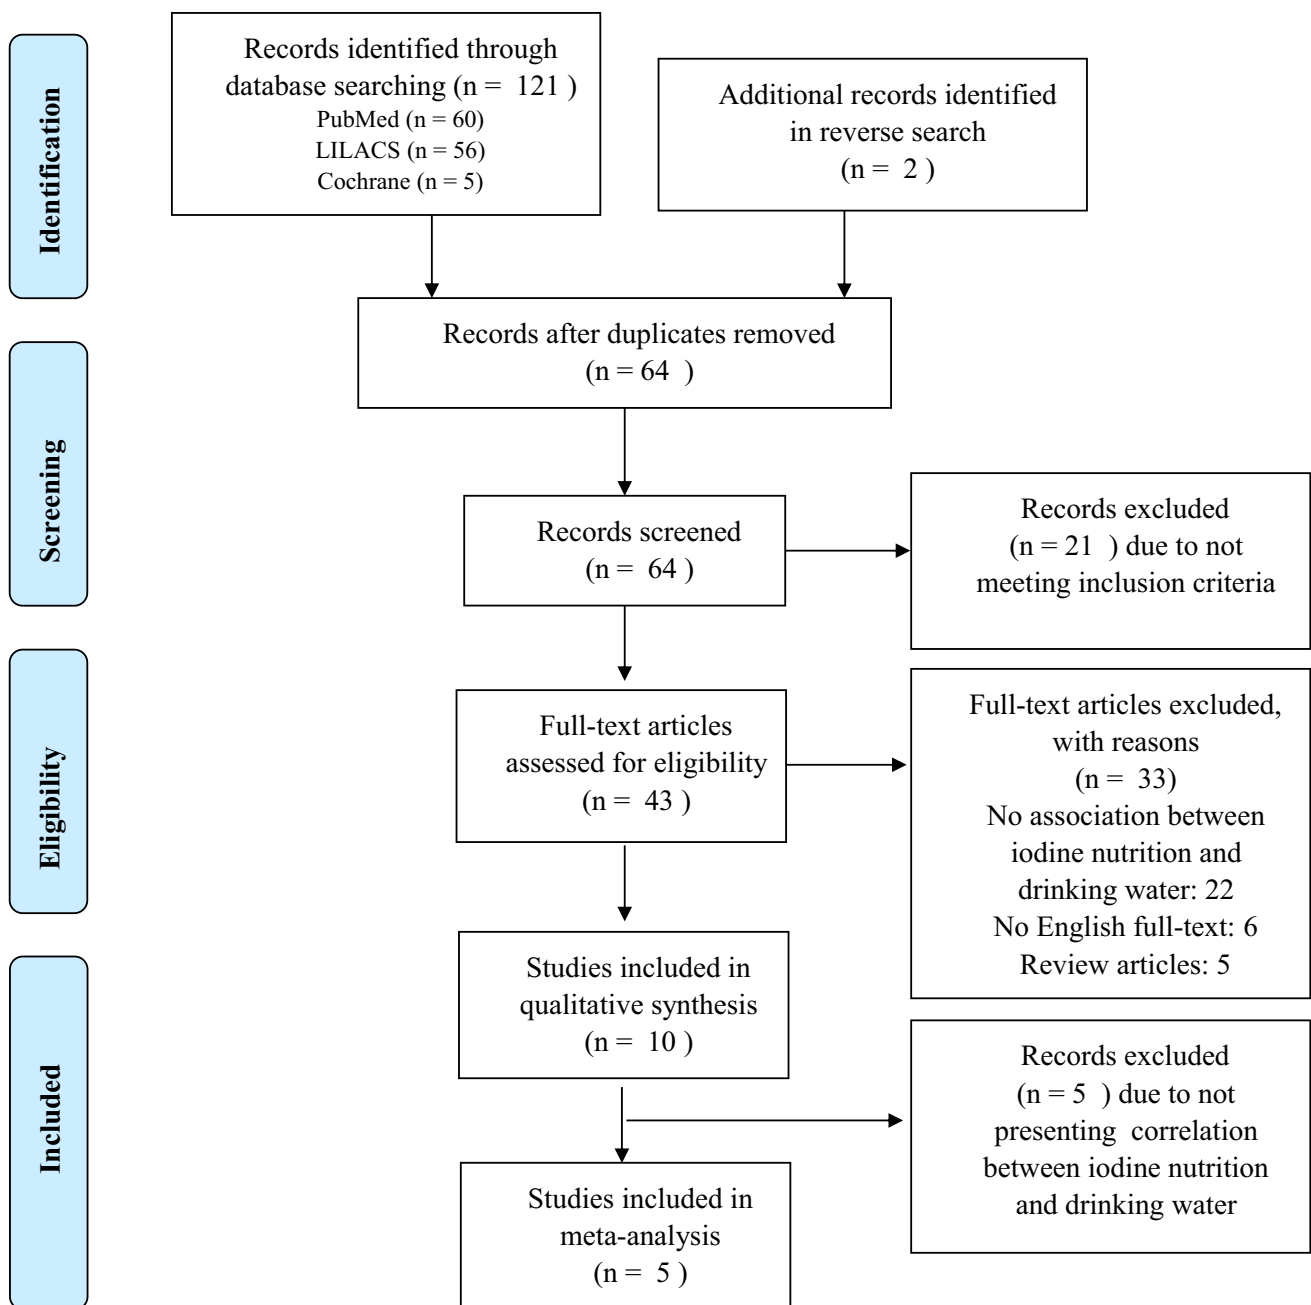 Identification
Records identified through
database searching (n = 121 )
PubMed (n = 60)
LILACS (n = 56)
Cochrane (n = 5)
Additional records identified
in reverse search
(n = 2 )
Records after duplicates removed
(n = 64 )
Screening
Records screened
(n = 64 )
Records excluded
(n = 21 ) due to not
meeting inclusion criteria
Eligibility
Full-text articles
assessed for eligibility
(n = 43 )
Full-text articles excluded,
with reasons
(n = 33)
No association between
iodine nutrition and
drinking water: 22
No English full-text: 6
Review articles: 5
Included
Studies included in
qualitative synthesis
(n = 10 )
Records excluded
(n = 5 ) due to not
presenting correlation
between iodine nutrition
and drinking water
Studies included in
meta-analysis
(n = 5 )